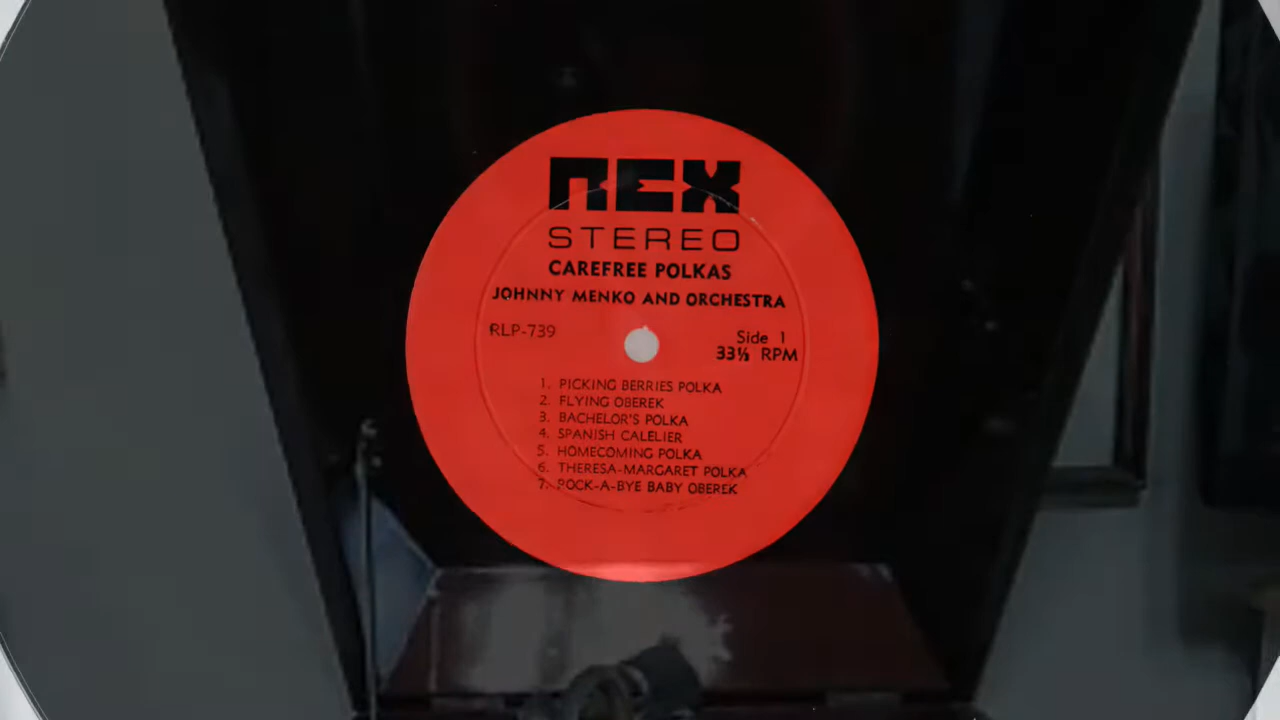 REX
STEREO
CAREFREE POLKAS
JOHNNY MENKO AND ORCHESTRA
RLP-739
Side 1
33⅓ RPM
1. PICKING BERRIES POLKA
2. FLYING OBEREK
3. BACHELOR'S POLKA
4. SPANISH CALELIER
5. HOMECOMING POLKA
6. THERESA-MARGARET POLKA
7. ROCK-A-BYE BABY OBEREK